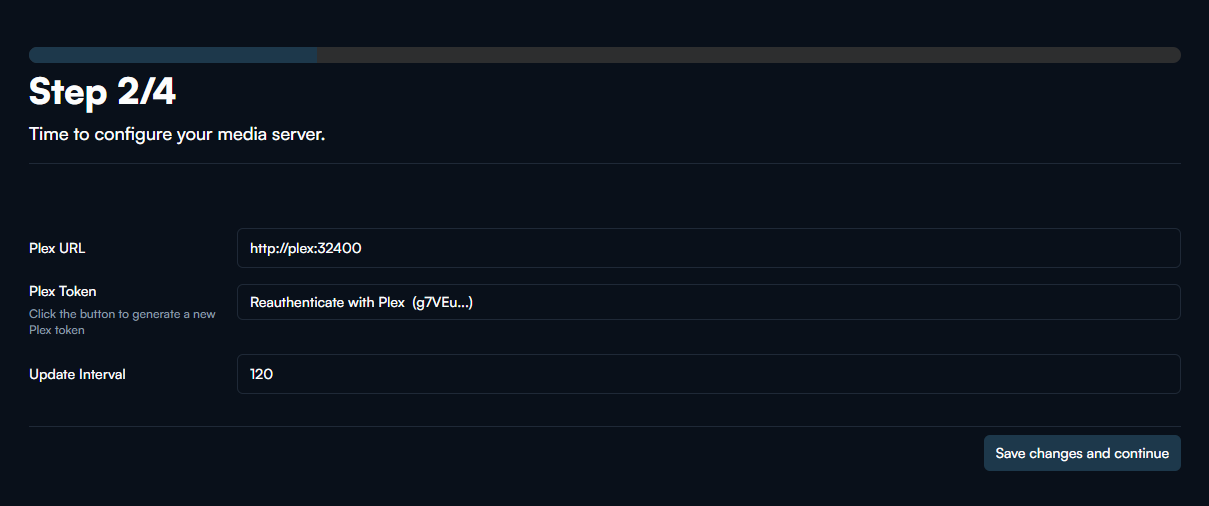 Step 2/4
Time to configure your media server.
Plex URL
http://plex:32400
Plex Token
Click the button to generate a new
Plex token
Reauthenticate with Plex (g7VEu...)
Update Interval
120
Save changes and continue